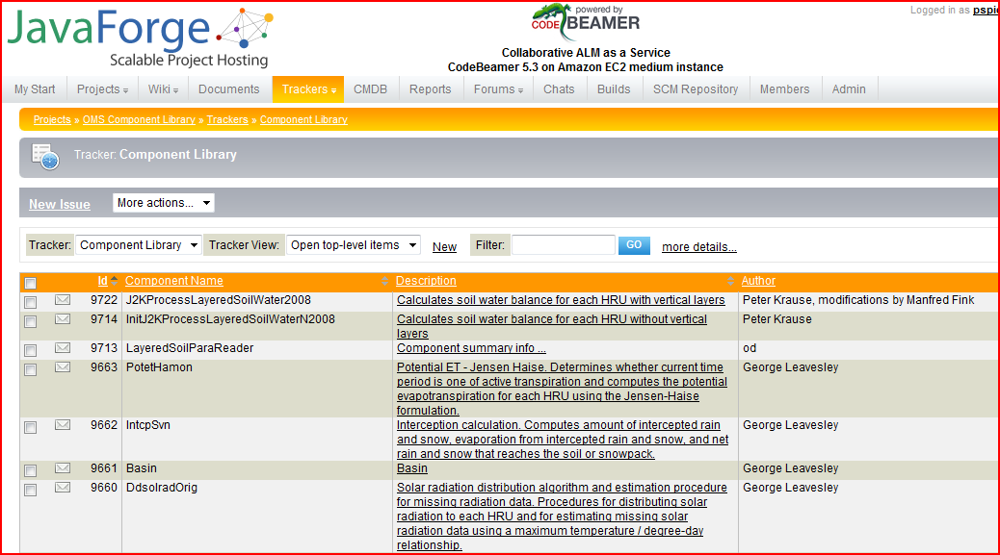 JavaForge
Scalable Project Hosting
powered by
CODE BEAMER
Collaborative ALM as a Service
CodeBeamer 5.3 on Amazon EC2 medium instance
Logged in as
My Start Projects Wiki Documents Trackers CMDB Reports Forums Chats Builds SCM Repository Members Admin
Projects » OMS Component Library » Trackers » Component Library
Tracker: Component Library
New Issue More actions...
Tracker: Component Library Tracker View: Open top-level items New Filter: GO more details...
Id Component Name Description Author
9722 J2KProcessLayeredSoilWater2008 Calculates soil water balance for each HRU with vertical layers Peter Krause, modifications by Manfred Fink
9714 InitJ2KProcessLayeredSoilWaterN2008 Calculates soil water balance for each HRU without vertical Peter Krause
layers
9713 LayeredSoilParaReader Component summary info ... od
9663 PotetHamon Potential ET - Jensen Haise. Determines whether current time George Leavesley
period is one of active transpiration and computes the potential
evapotranspiration for each HRU using the Jensen-Haise
formulation.
9662 IntcpSvn Interception calculation. Computes amount of intercepted rain George Leavesley
and snow, evaporation from intercepted rain and snow, and net
rain and snow that reaches the soil or snowpack.
9661 Basin Basin George Leavesley
9660 DdsolradOrig Solar radiation distribution algorithm and estimation procedure George Leavesley
for missing radiation data. Procedures for distributing solar
radiation to each HRU and for estimating missing solar
radiation data using a maximum temperature / degree-day
relationship.